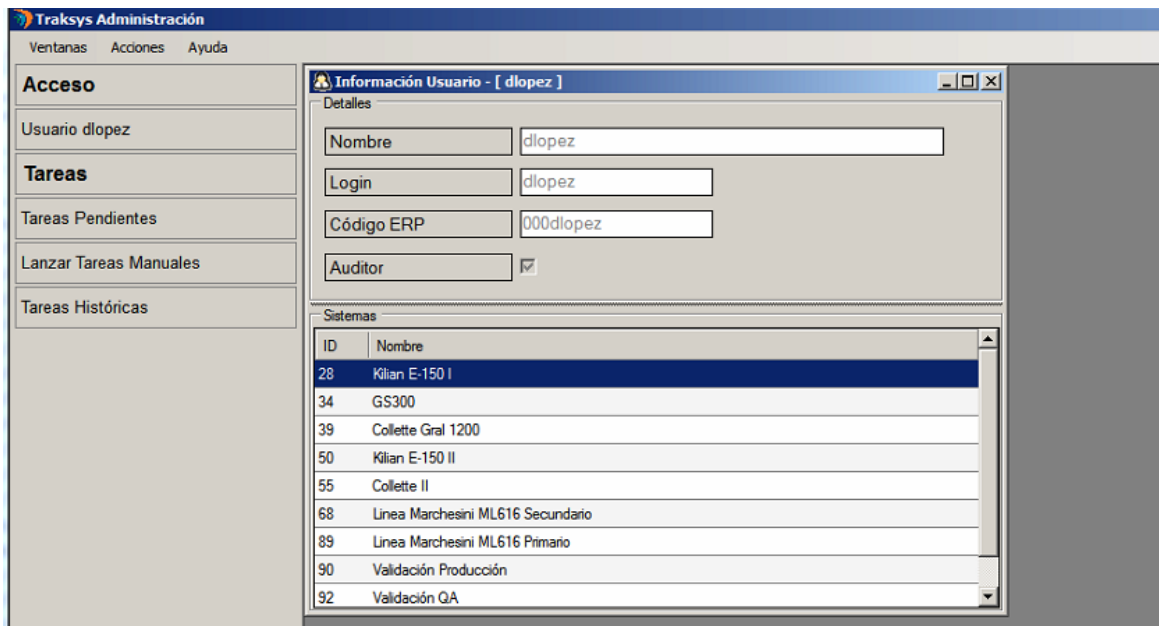 Traksys Administración
Ventanas Acciones Ayuda
Acceso
Usuario dlopez
Tareas
Tareas Pendientes
Lanzar Tareas Manuales
Tareas Históricas
Información Usuario - [ dlopez ]
Detalles
Nombre dlopez
Login dlopez
Código ERP 000dlopez
Auditor
Sistemas
ID Nombre
28 Kilian E-150 I
34 GS300
39 Collette Gral 1200
50 Kilian E-150 II
55 Collette II
68 Linea Marchesini ML616 Secundario
89 Linea Marchesini ML616 Primario
90 Validación Producción
92 Validación QA